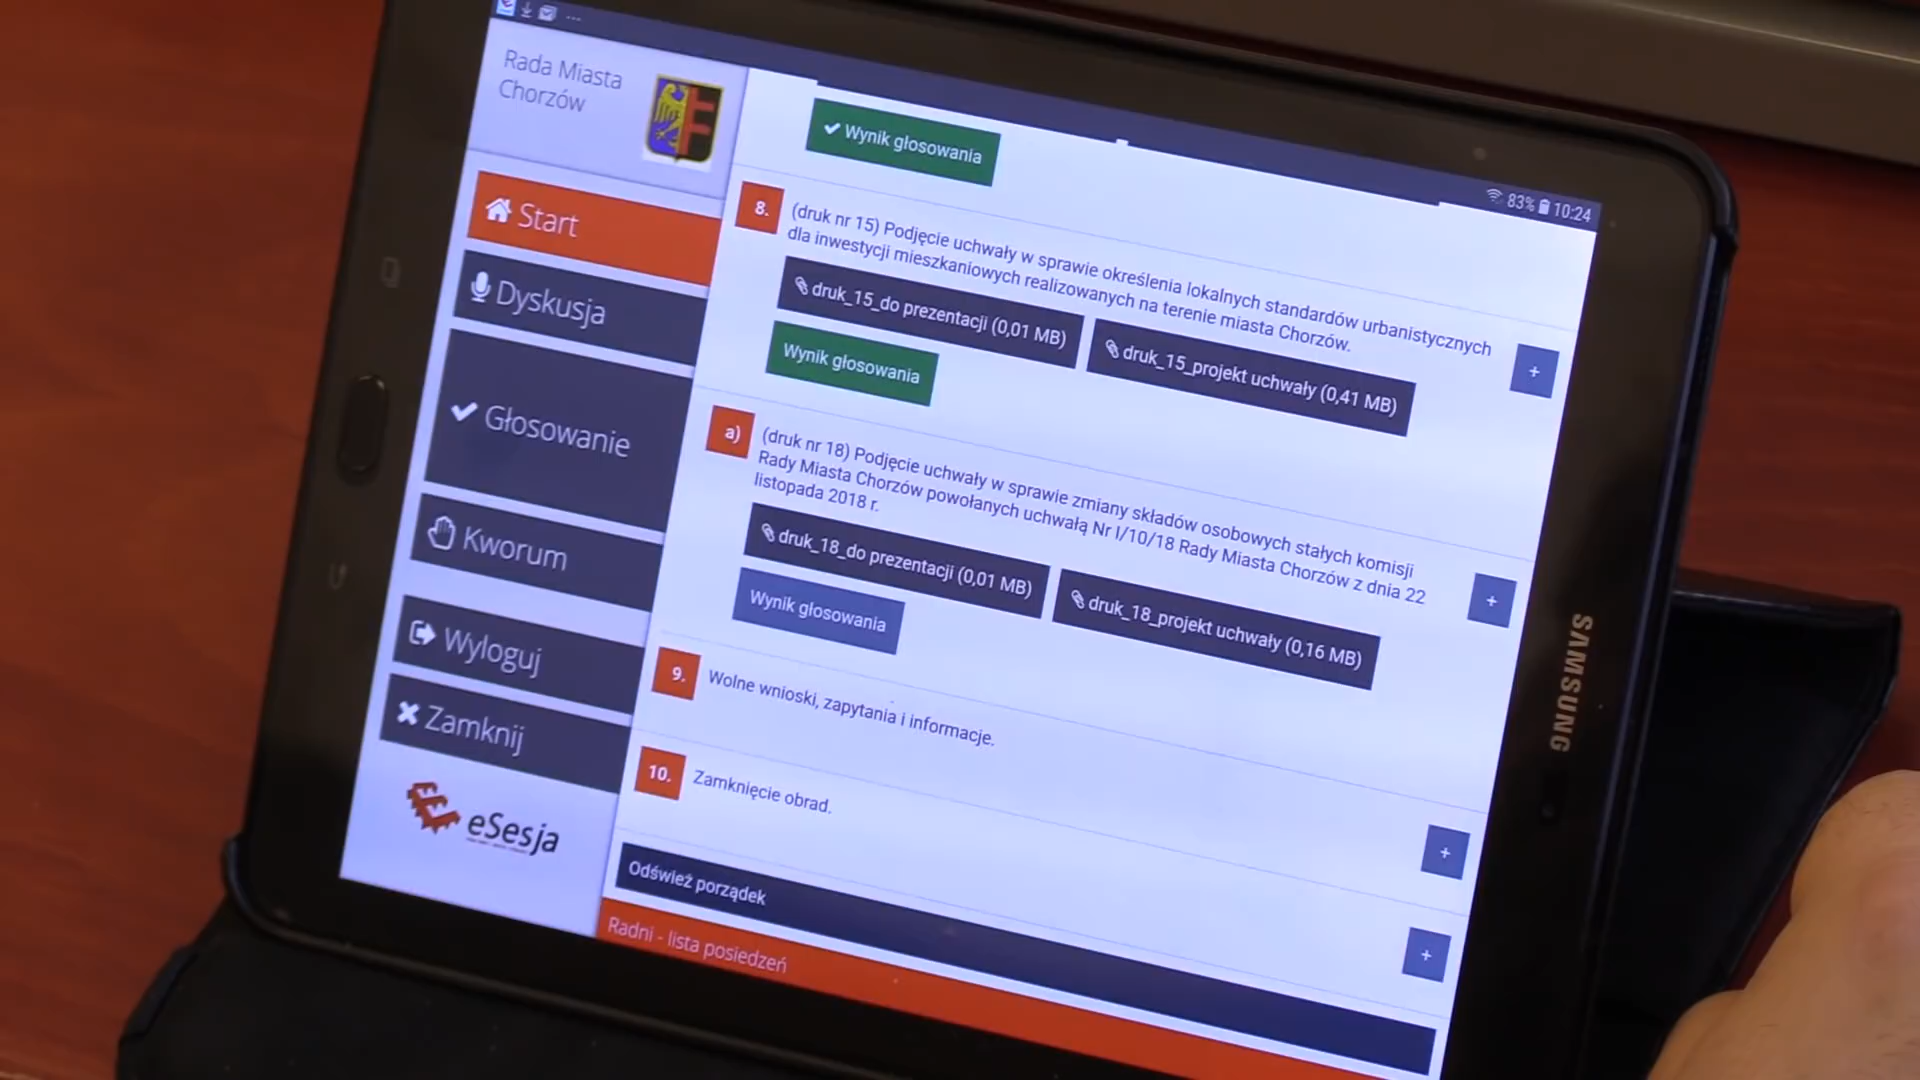 Rada Miasta
Chorzów
83% 10:24
Start
Dyskusja
Głosowanie
Kworum
Wyloguj
Zamknij
eSesja
Wynik głosowania
8.
(druk nr 15) Podjęcie uchwały w sprawie określenia lokalnych standardów urbanistycznych
dla inwestycji mieszkaniowych realizowanych na terenie miasta Chorzów.
druk_15_do prezentacji (0,01 MB)
druk_15_projekt uchwały (0,41 MB)
+
Wynik głosowania
a)
(druk nr 18) Podjęcie uchwały w sprawie zmiany składów osobowych stałych komisji
Rady Miasta Chorzów powołanych uchwałą Nr I/10/18 Rady Miasta Chorzów z dnia 22
listopada 2018 r.
druk_18_do prezentacji (0,01 MB)
druk_18_projekt uchwały (0,16 MB)
+
Wynik głosowania
9.
Wolne wnioski, zapytania i informacje.
+
10.
Zamknięcie obrad.
+
Odśwież porządek
Radni - lista posiedzeń
SAMSUNG